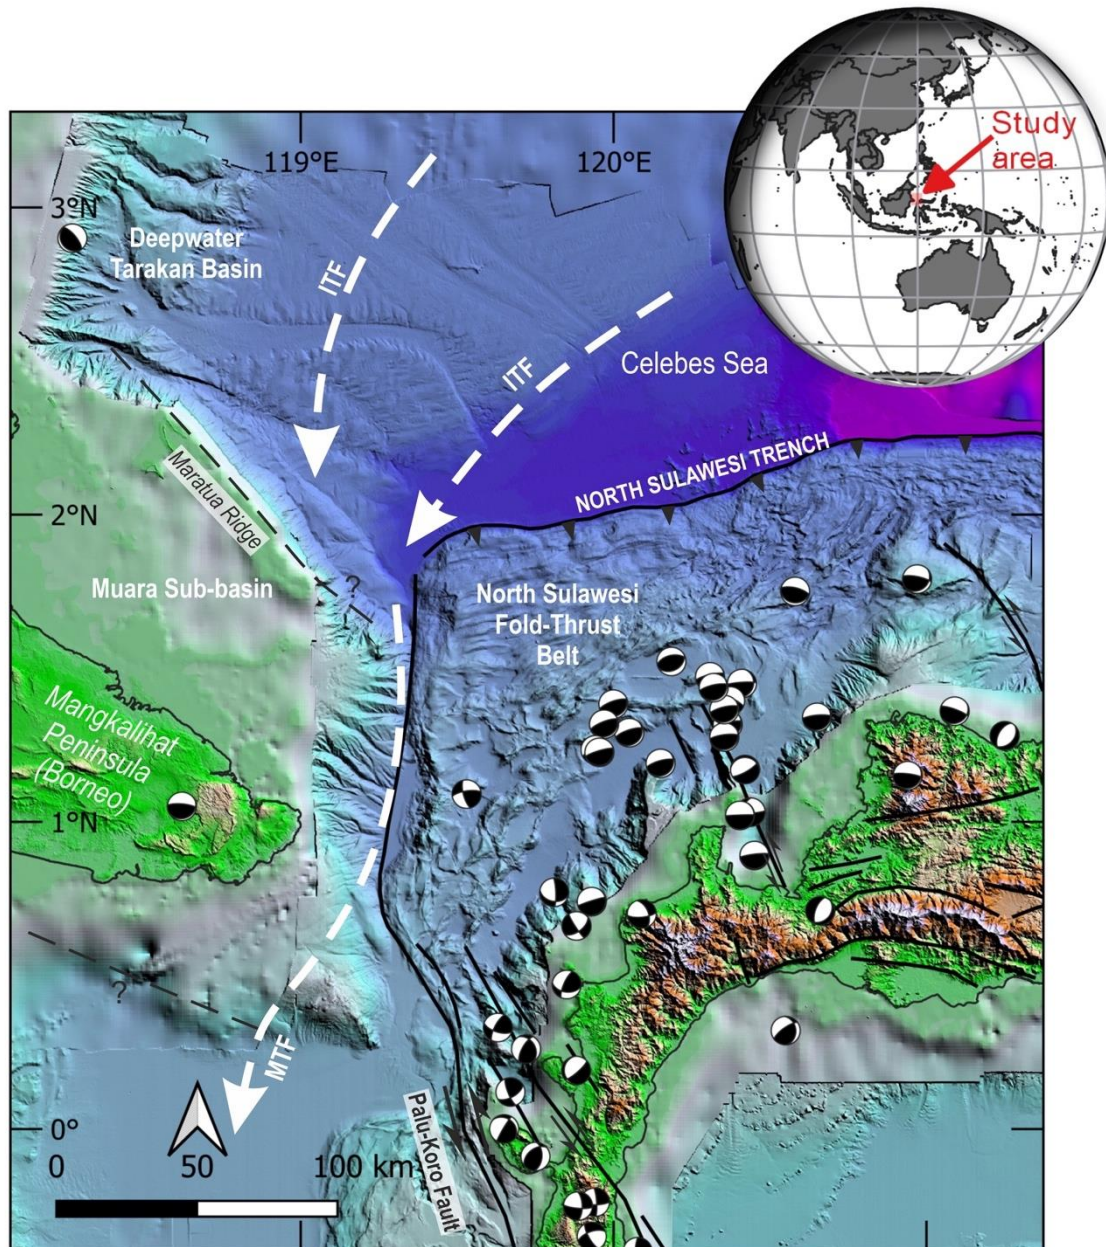 Study
area
119°E
120°E
3°N
Deepwater
Tarakan Basin
ITF
ITF
Celebes Sea
NORTH SULAWESI TRENCH
Maratua Ridge
2°N
?
Muara Sub-basin
North Sulawesi
Fold-Thrust
Belt
Mangkalihat
Peninsula
(Borneo)
1°N
?
MTF
Palu-Koro Fault
0°
0 50 100 km